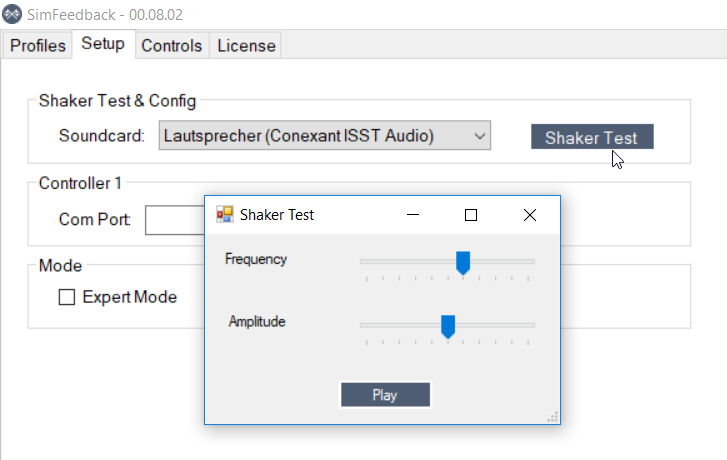 SimFeedback - 00.08.02
Profiles Setup Controls License
Shaker Test & Config
Soundcard: Lautsprecher (Conexant ISST Audio) Shaker Test
Controller 1
Com Port:
Mode
Expert Mode
Shaker Test
Frequency
Amplitude
Play